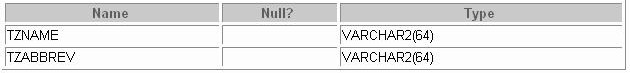 Name Null? Type
TZNAME VARCHAR2(64)
TZABBREV VARCHAR2(64)